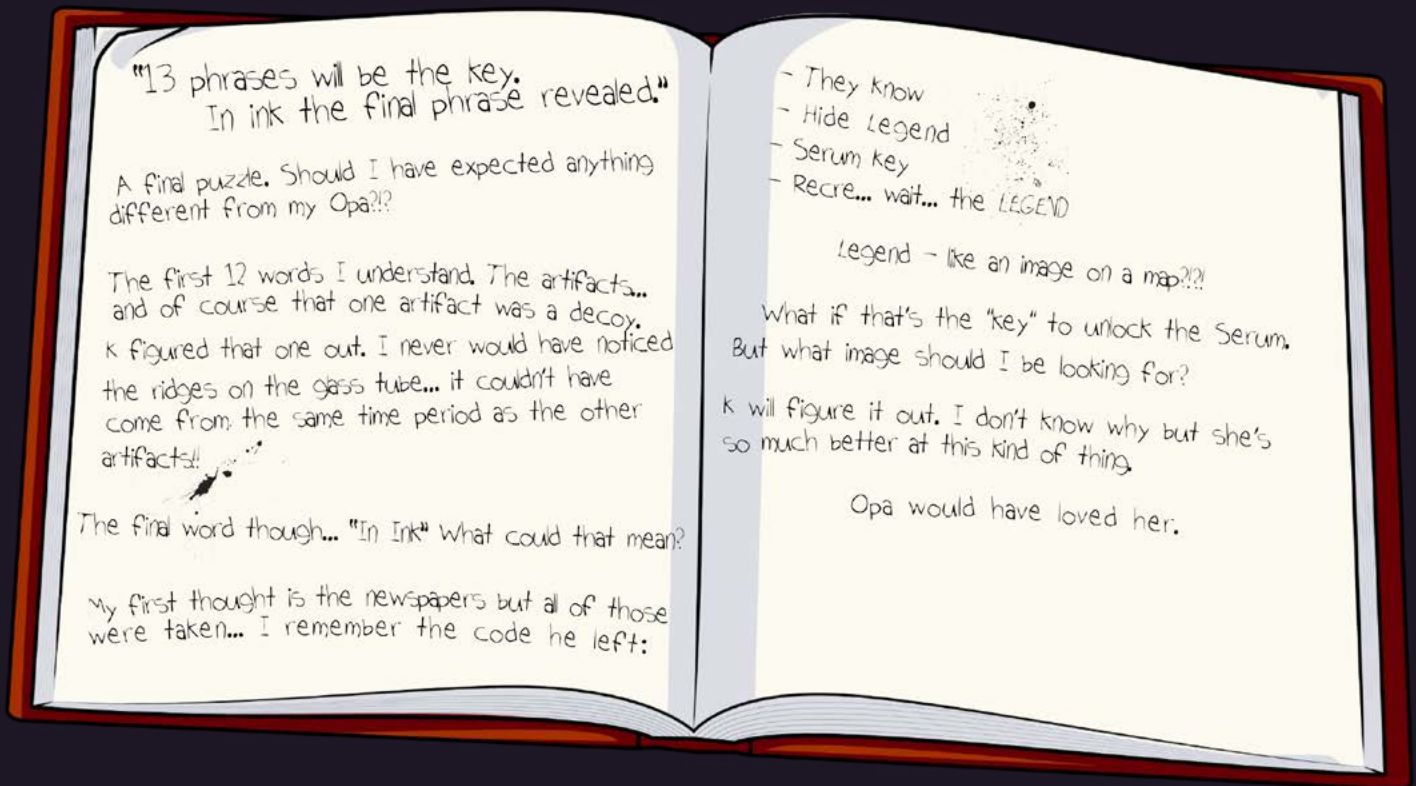 "13 phrases will be the key.
In ink the final phrase revealed."
A final puzzle. Should I have expected anything
different from my Opa?!?
The first 12 words I understand. The artifacts...
and of course that one artifact was a decoy.
K figured that one out. I never would have noticed
the ridges on the glass tube... it couldn't have
come from the same time period as the other
artifacts!!
The final word though... "In Ink" What could that mean?
My first thought is the newspapers but all of those
were taken... I remember the code he left:
- They know
- Hide Legend
- Serum key
- Recre... wait... the LEGEND
Legend - like an image on a map?!?!
What if that's the "key" to unlock the Serum.
But what image should I be looking for?
K will figure it out. I don't know why but she's
so much better at this kind of thing.
Opa would have loved her.